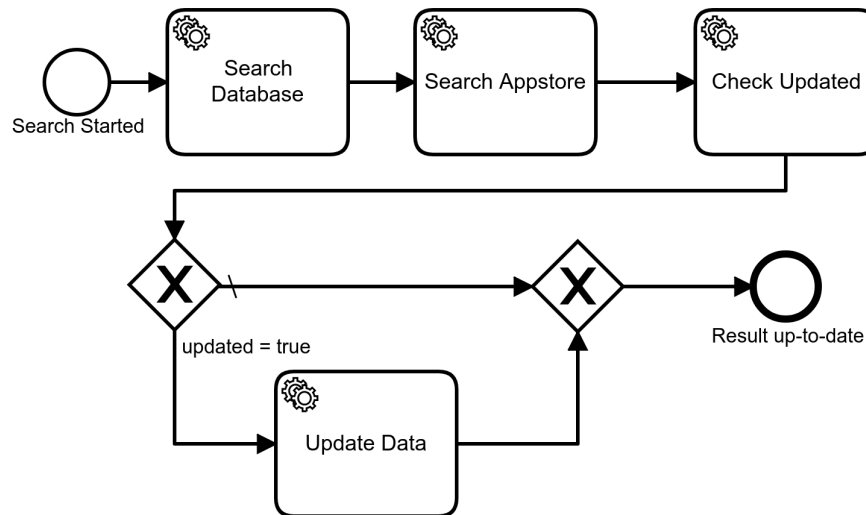 Search
Database
Search Appstore
Check Updated
Search Started
X
X
Result up-to-date
updated = true
Update Data